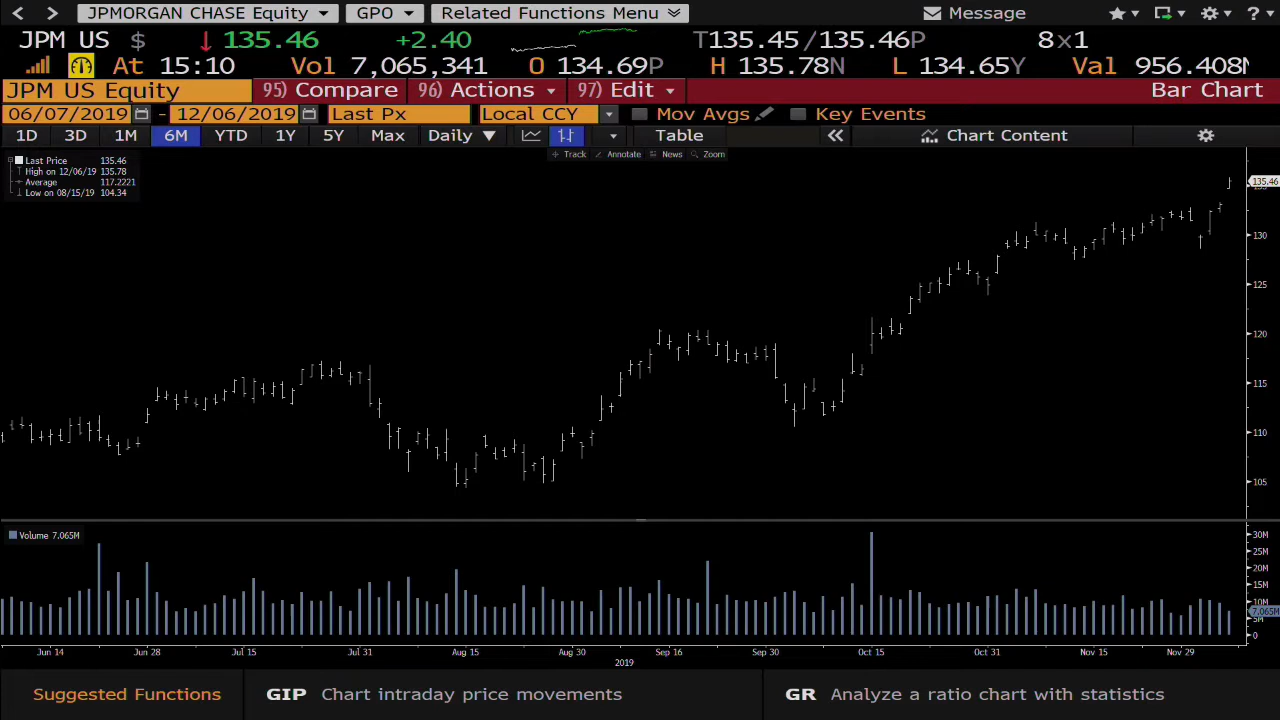 JPMORGAN CHASE Equity GPO Related Functions Menu Message ?
JPM US $ 135.46 +2.40 T135.45/135.46P 8x1
At 15:10 Vol 7,065,341 O 134.69P H 135.78N L 134.65Y Val 956.408M
JPM US Equity 95) Compare 96) Actions 97) Edit Bar Chart
06/07/2019 - 12/06/2019 Last Px Local CCY Mov Avgs Key Events
1D 3D 1M 6M YTD 1Y 5Y Max Daily Table Chart Content
Track Annotate News Zoom
Last Price 135.46
High on 12/06/19 135.78
Average 117.2221
Low on 08/15/19 104.34
135.46
130
125
120
115
110
105
Volume 7.065M
30M
25M
20M
15M
10M
7.065M
5M
0
Jun 14 Jun 28 Jul 15 Jul 31 Aug 15 Aug 30 Sep 16 Sep 30 Oct 15 Oct 31 Nov 15 Nov 29
2019
Suggested Functions GIP Chart intraday price movements GR Analyze a ratio chart with statistics